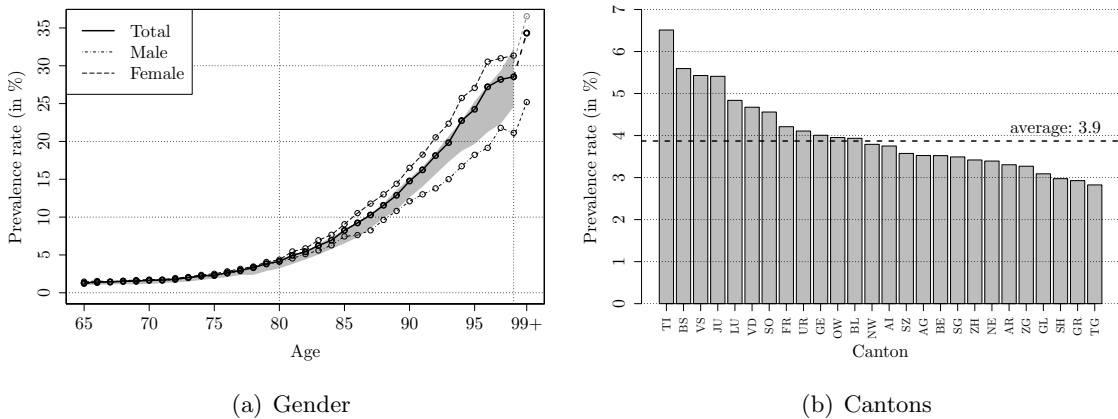 Total
Male
Female
Prevalence rate (in %)
0
5
10
15
20
25
30
35
65 70 75 80 85 90 95 99+
Age
(a) Gender
Prevalence rate (in %)
0
1
2
3
4
5
6
7
average: 3.9
TI BS VS JU LU VD SO FR UR GE OW BL NW AI SZ AG BE SG ZH NE AR ZG GL SH GR TG
Canton
(b) Cantons